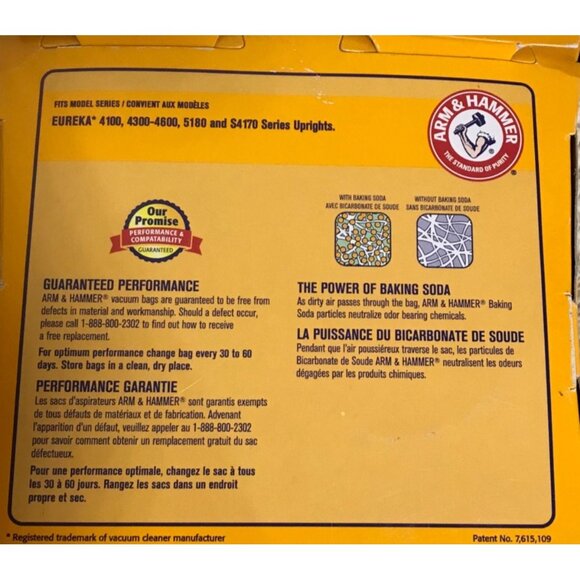 FITS MODEL SERIES / CONVIENT AUX MODÈLES
EUREKA* 4100, 4300-4600, 5180 and S4170 Series Uprights.
ARM & HAMMER
THE STANDARD OF PURITY
®
Our
Promise
PERFORMANCE &
COMPATABILITY
GUARANTEED
WITH BAKING SODA
AVEC BICARBONATE DE SOUDE
WITHOUT BAKING SODA
SANS BICARBONATE DE SOUDE
GUARANTEED PERFORMANCE
ARM & HAMMER® vacuum bags are guaranteed to be free from
defects in material and workmanship. Should a defect occur,
please call 1-888-800-2302 to find out how to receive
a free replacement.
For optimum performance change bag every 30 to 60
days. Store bags in a clean, dry place.
PERFORMANCE GARANTIE
Les sacs d'aspirateurs ARM & HAMMER® sont garantis exempts
de tous défauts de matériaux et de fabrication. Advenant
l'apparition d'un défaut, veuillez appeler au 1-888-800-2302
pour savoir comment obtenir un remplacement gratuit du sac
défectueux.
Pour une performance optimale, changez le sac à tous
les 30 à 60 jours. Rangez les sacs dans un endroit
propre et sec.
THE POWER OF BAKING SODA
As dirty air passes through the bag, ARM & HAMMER® Baking
Soda particles neutralize odor bearing chemicals.
LA PUISSANCE DU BICARBONATE DE SOUDE
Pendant que l'air poussiéreux traverse le sac, les particules de
Bicarbonate de Soude ARM & HAMMER® neutralisent les odeurs
dégagées par les produits chimiques.
* Registered trademark of vacuum cleaner manufacturer
Patent No. 7,615,109